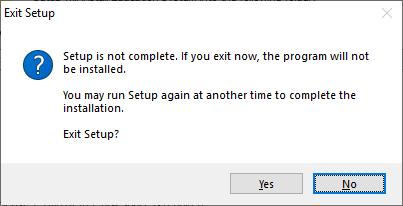 Exit Setup
Setup is not complete. If you exit now, the program will not
be installed.
You may run Setup again at another time to complete the
installation.
Exit Setup?
Yes
No